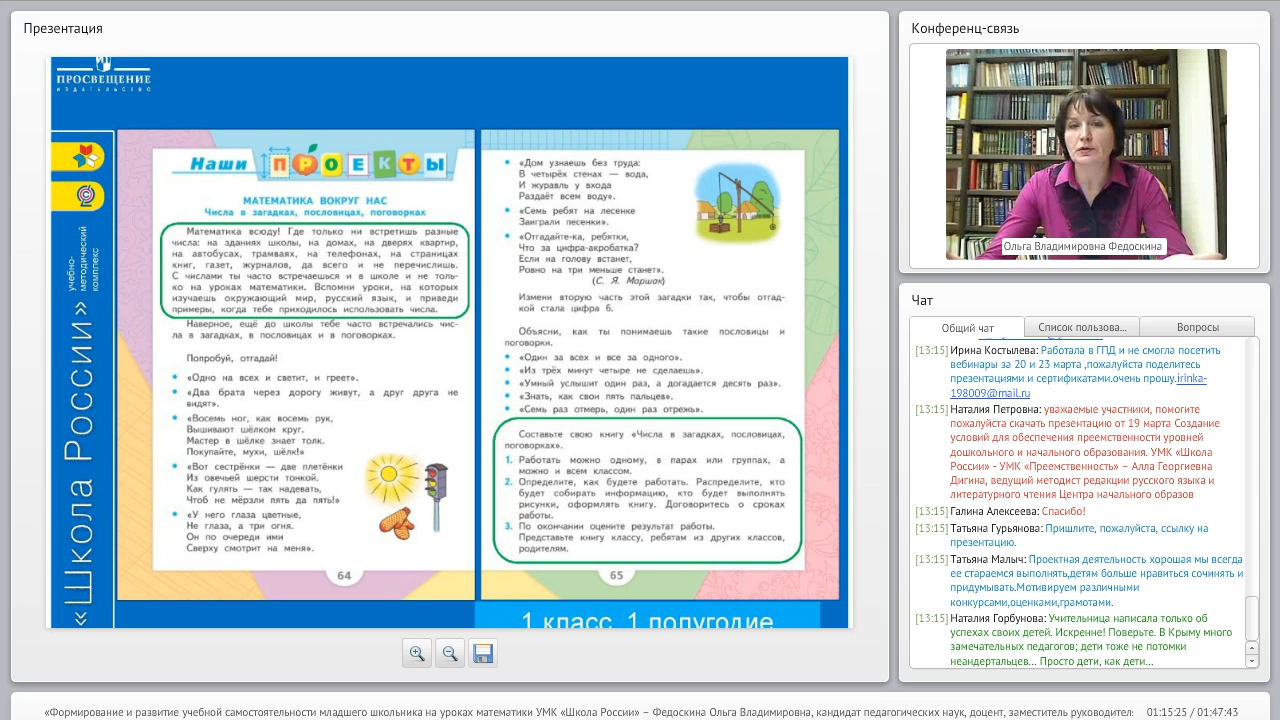 Презентация
ПРОСВЕЩЕНИЕ
ИЗДАТЕЛЬСТВО
учебно-
методический
комплекс
«Школа России»
Наши ПРОЕКТЫ
МАТЕМАТИКА ВОКРУГ НАС
Числа в загадках, пословицах, поговорках
Математика всюду! Где только ни встретишь разные
числа: на зданиях школы, на домах, на дверях квартир,
на автобусах, трамваях, на телефонах, на страницах
книг, газет, журналов, да всего и не перечислишь.
С числами ты часто встречаешься и в школе и не толь-
ко на уроках математики. Вспомни уроки, на которых
изучаешь окружающий мир, русский язык, и приведи
примеры, когда тебе приходилось использовать числа.
Наверное, ещё до школы тебе часто встречались чис-
ла в загадках, в пословицах и в поговорках.
Попробуй, отгадай!
• «Одно на всех и светит, и греет».
• «Два брата через дорогу живут, а друг друга не
видят».
• «Восемь ног, как восемь рук,
Вышивают шёлком круг.
Мастер в шёлке знает толк.
Покупайте, мухи, шёлк!»
• «Вот сестрёнки — две плетёнки
Из овечьей шерсти тонкой.
Как гулять — так надевать,
Чтоб не мёрзли пять да пять!»
• «У него глаза цветные,
Не глаза, а три огня.
Он по очереди ими
Сверху смотрит на меня».
64
• «Дом узнаешь без труда:
В четырёх стенах — вода,
И журавль у входа
Раздаёт всем воду».
• «Семь ребят на лесенке
Заиграли песенки».
• «Отгадайте-ка, ребятки,
Что за цифра-акробатка?
Если на голову встанет,
Ровно на три меньше станет».
(С. Я. Маршак)
Измени вторую часть этой загадки так, чтобы отгад-
кой стала цифра 6.
Объясни, как ты понимаешь такие пословицы и
поговорки.
• «Один за всех и все за одного».
• «Из трёх минут четыре не сделаешь».
• «Умный услышит один раз, а догадается десять раз».
• «Знать, как свои пять пальцев».
• «Семь раз отмерь, один раз отрежь».
Составьте свою книгу «Числа в загадках, пословицах,
поговорках».
1. Работать можно одному, в парах или группах, а
можно и всем классом.
2. Определите, как будете работать. Распределите, кто
будет собирать информацию, кто будет выполнять
рисунки, оформлять книгу. Договоритесь о сроках
работы.
3. По окончании оцените результат работы.
Представьте книгу классу, ребятам из других классов,
родителям.
65
1 класс, 1 полугодие
Конференц-связь
Ольга Владимировна Федоскина
Чат
Общий чат
Список пользова...
Вопросы
[13:15] Ирина Костылева: Работала в ГПД и не смогла посетить
вебинары за 20 и 23 марта ,пожалуйста поделитесь
презентациями и сертификатами.очень прошу.irinka-
198009@mail.ru
[13:15] Наталия Петровна: уважаемые участники, помогите
пожалуйста скачать презентацию от 19 марта Создание
условий для обеспечения преемственности уровней
дошкольного и начального образования. УМК «Школа
России» - УМК «Преемственность» – Алла Георгиевна
Дигина, ведущий методист редакции русского языка и
литературного чтения Центра начального образов
[13:15] Галина Алексеева: Спасибо!
[13:15] Татьяна Гурьянова: Пришлите, пожалуйста, ссылку на
презентацию.
[13:15] Татьяна Малыч: Проектная деятельность хорошая мы всегда
ее стараемся выполнять,детям больше нравиться сочинять и
придумывать.Мотивируем различными
конкурсами,оценками,грамотами.
[13:15] Наталия Горбунова: Учительница написала только об
успехах своих детей. Искренне! Поверьте. В Крыму много
замечательных педагогов; дети тоже не потомки
неандертальцев... Просто дети, как дети...
«Формирование и развитие учебной самостоятельности младшего школьника на уроках математики УМК «Школа России» – Федоскина Ольга Владимировна, кандидат педагогических наук, доцент, заместитель руководител
01:15:25 / 01:47:43